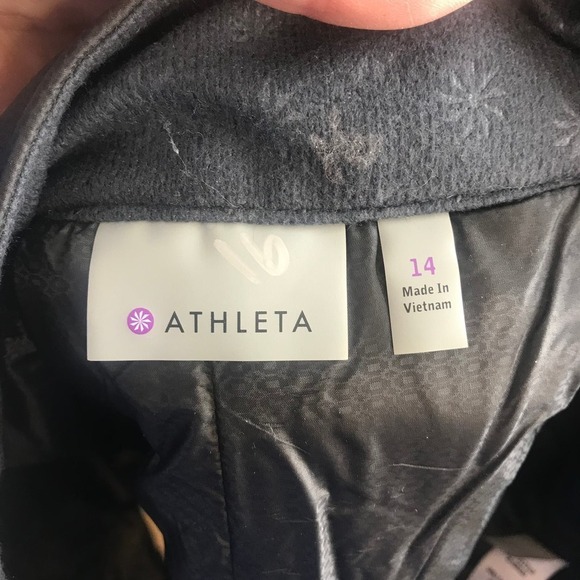 16
ATHLETA
14
Made In
Vietnam